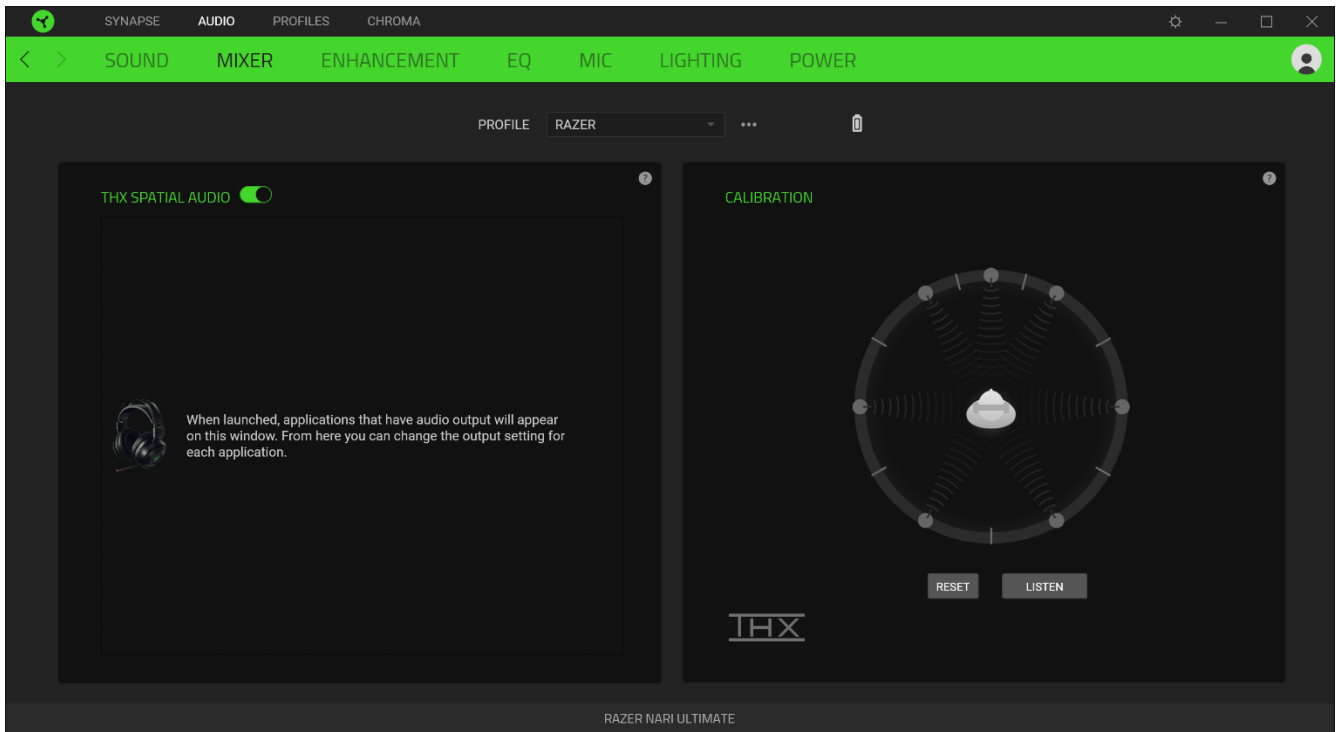 SYNAPSE AUDIO PROFILES CHROMA
SOUND MIXER ENHANCEMENT EQ MIC LIGHTING POWER
PROFILE RAZER
THX SPATIAL AUDIO
When launched, applications that have audio output will appear
on this window. From here you can change the output setting for
each application.
CALIBRATION
RESET LISTEN
THX
RAZER NARI ULTIMATE